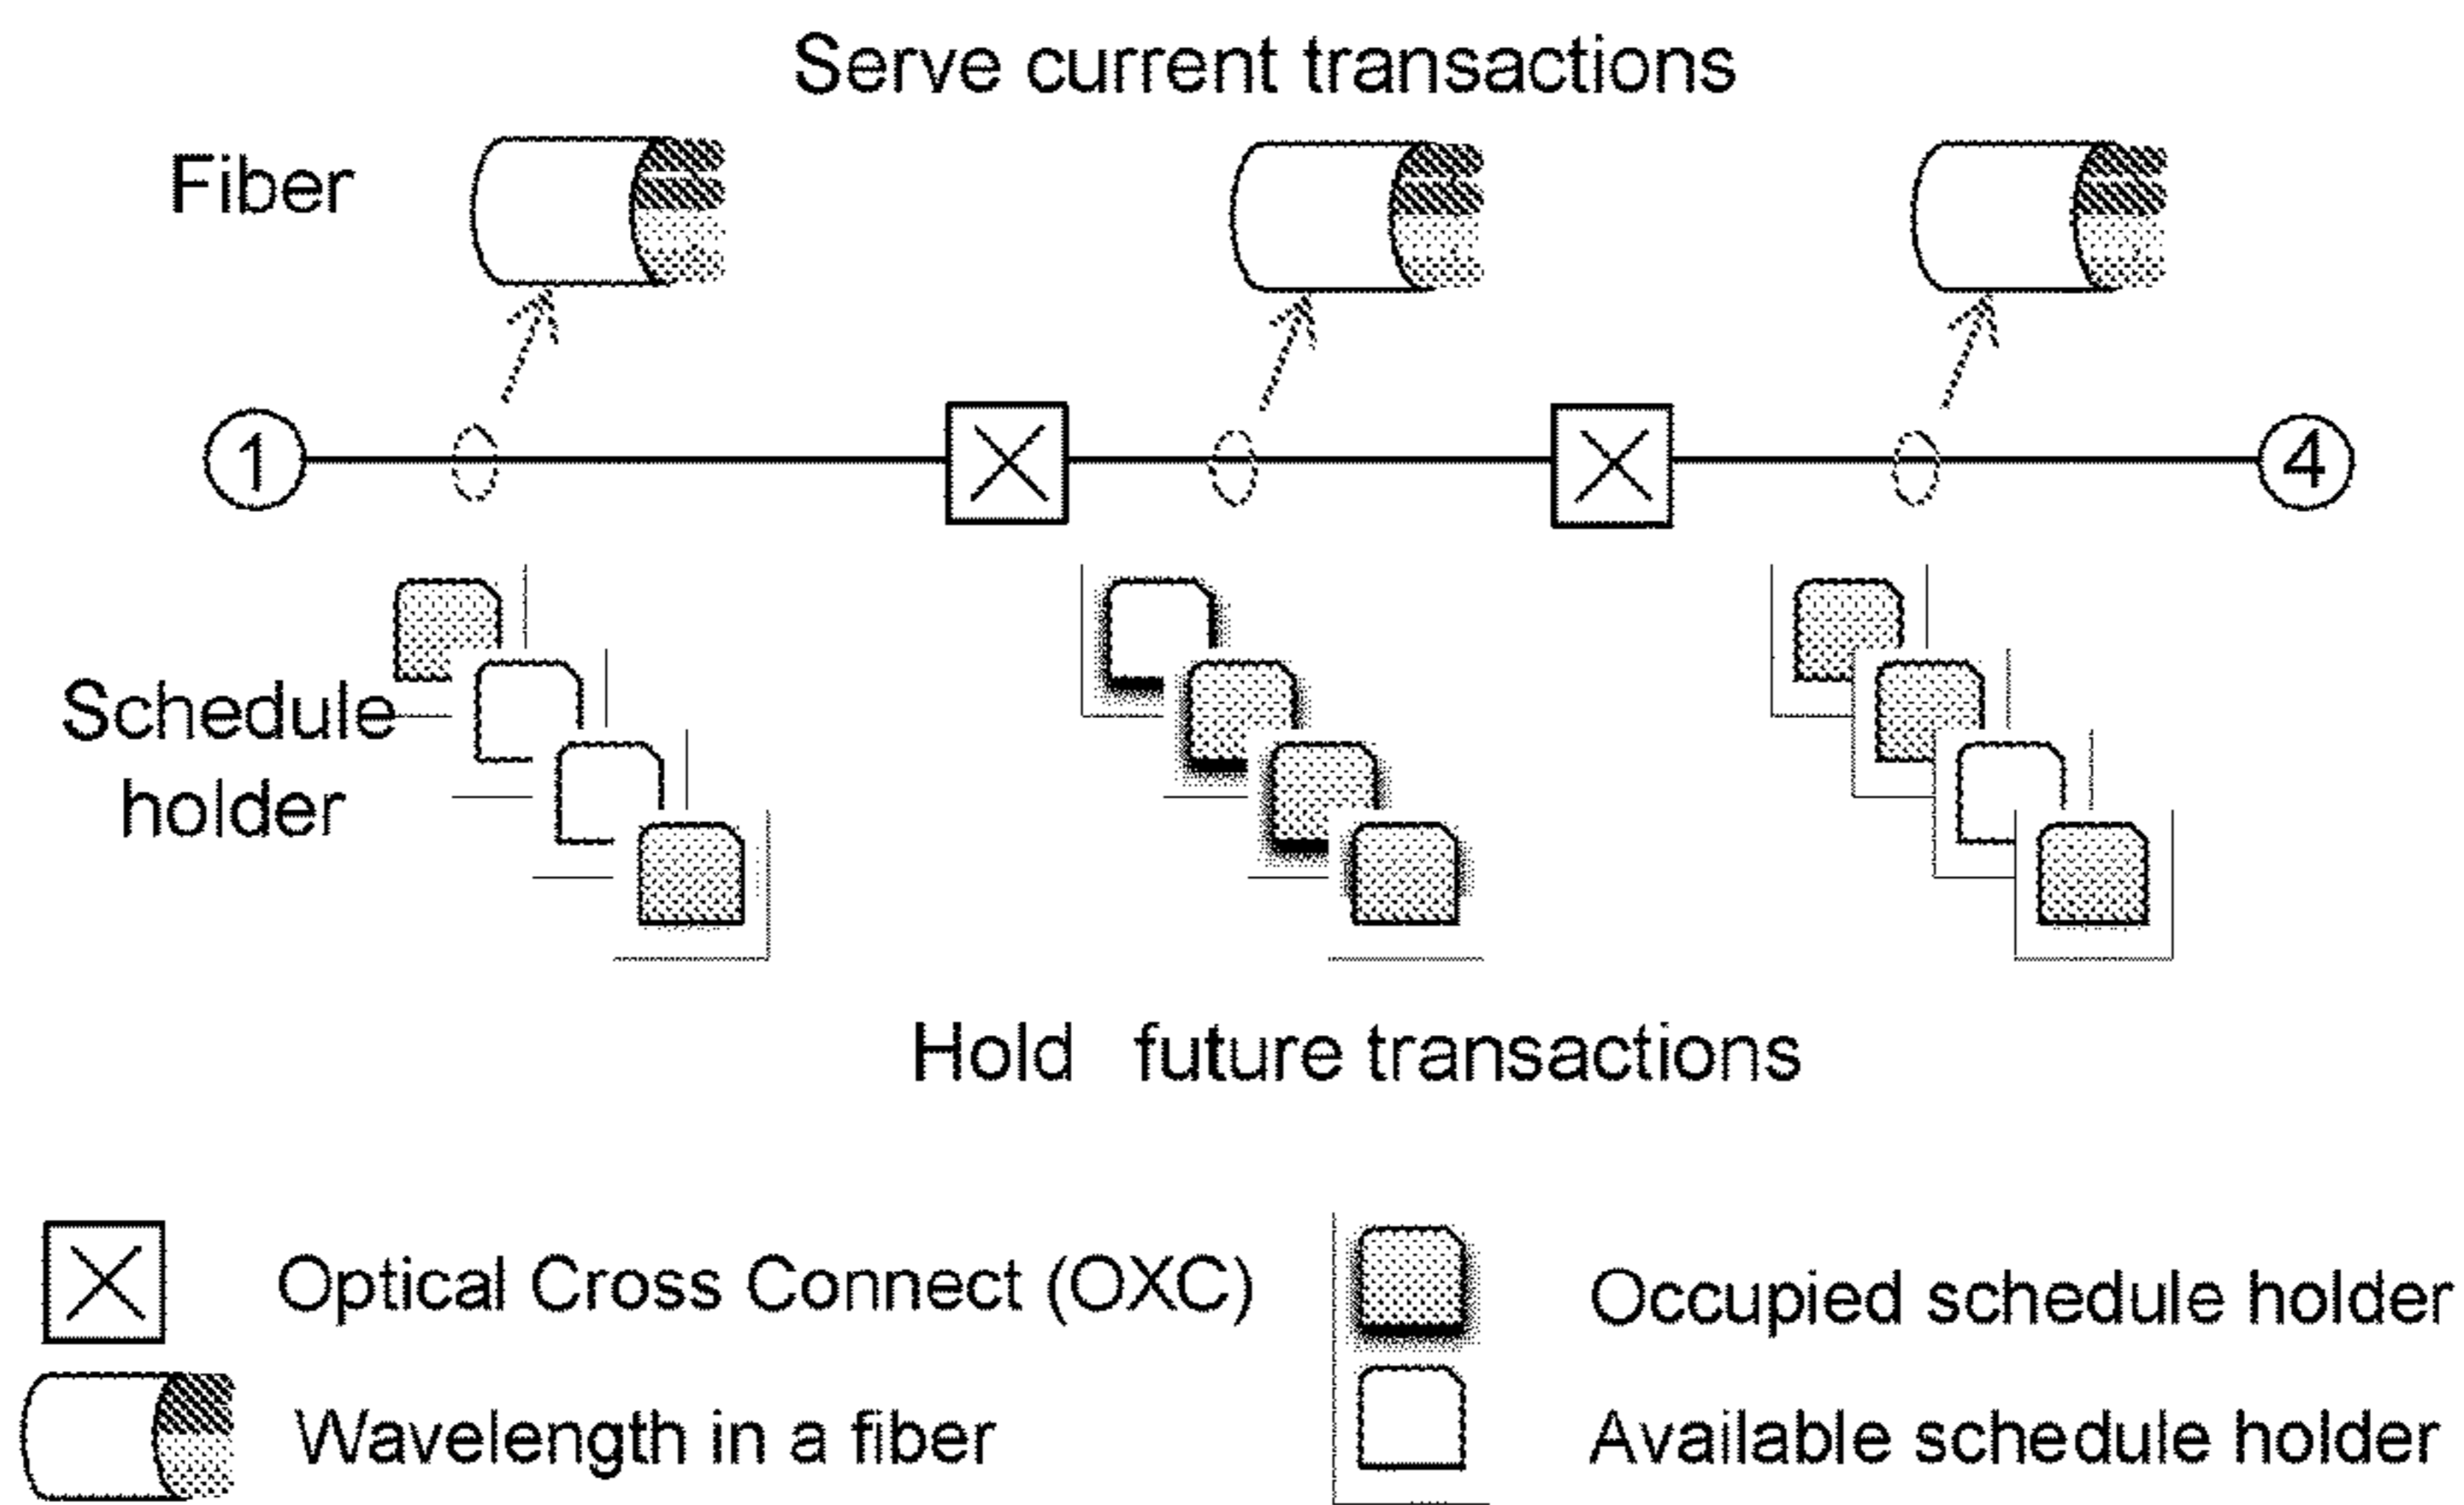 Serve current transactions
Fiber
1
4
Schedule
holder
Hold future transactions
Optical Cross Connect (OXC)
Occupied schedule holder
Wavelength in a fiber
Available schedule holder